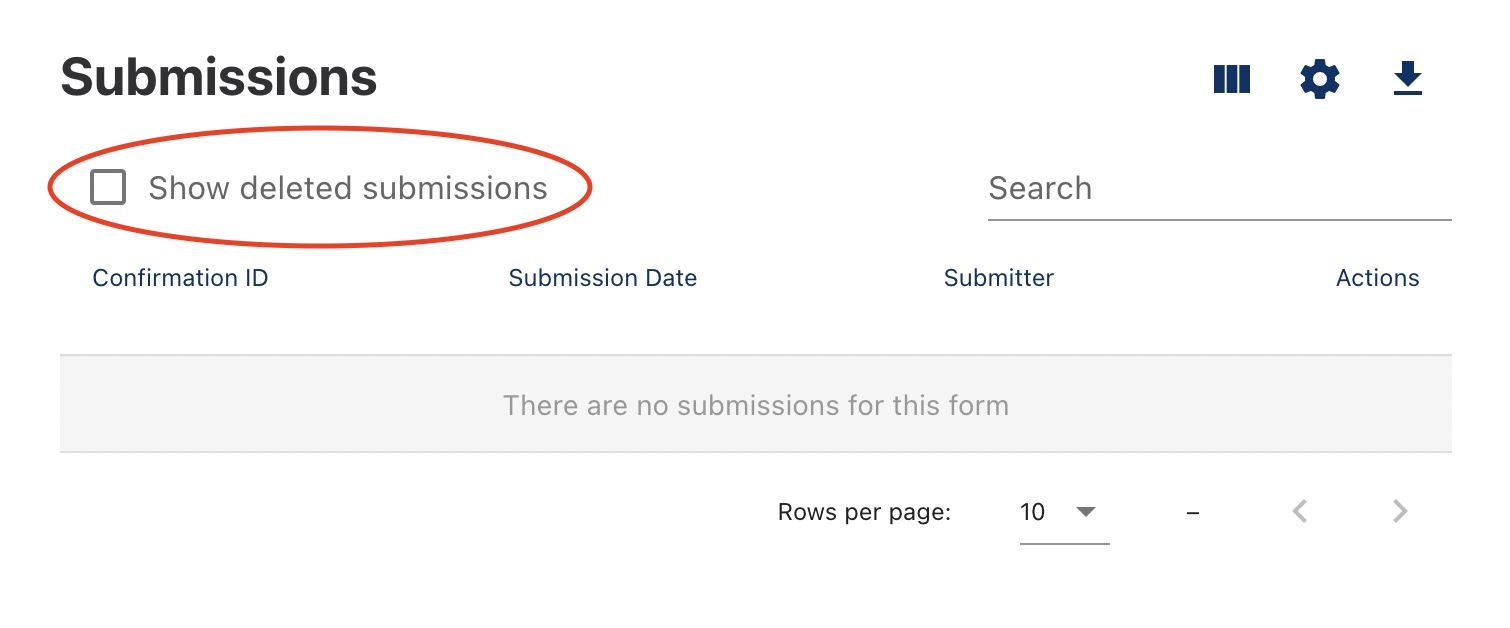 Submissions
Show deleted submissions
Search
Confirmation ID Submission Date Submitter Actions
There are no submissions for this form
Rows per page: 10 –